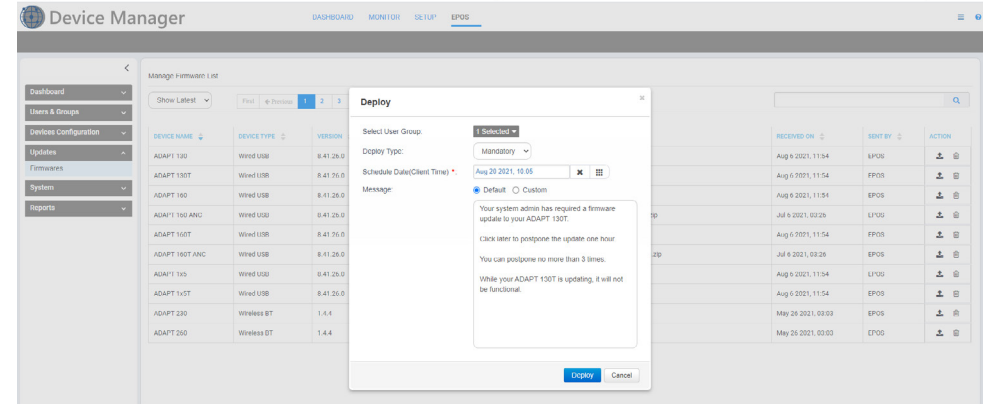 Device Manager
DASHBOARD MONITOR SETUP EPOS
Manage Firmware List
Dashboard
Users & Groups
Devices Configuration
Updates
Firmwares
System
Reports
Show Latest
First Previous 1 2 3
DEVICE NAME DEVICE TYPE VERSION RECEIVED ON SENT BY ACTION
ADAPT 130 Wired USB 8.41.26.0 Aug 6 2021, 11:54 EPOS
ADAPT 130T Wired USB 8.41.26.0 Aug 6 2021, 11:54 EPOS
ADAPT 160 Wired USB 8.41.26.0 Aug 6 2021, 11:54 EPOS
ADAPT 160 ANC Wired USB 8.41.26.0 zip Jul 6 2021, 03:26 EPOS
ADAPT 160T Wired USB 8.41.26.0 Aug 6 2021, 11:54 EPOS
ADAPT 160T ANC Wired USB 8.41.26.0 .zip Jul 6 2021, 03:26 EPOS
ADAPT 1x5 Wired USB 8.41.26.0 Aug 6 2021, 11:54 EPOS
ADAPT 1x5T Wired USB 8.41.26.0 Aug 6 2021, 11:54 EPOS
ADAPT 230 Wireless BT 1.4.4 May 26 2021, 03:03 EPOS
ADAPT 260 Wireless BT 1.4.4 May 26 2021, 03:03 EPOS
Deploy
Select User Group: 1 Selected
Deploy Type: Mandatory
Schedule Date(Client Time) *: Aug 20 2021, 10:05
Message: Default Custom
Your system admin has required a firmware
update to your ADAPT 130T.
Click later to postpone the update one hour
You can postpone no more than 3 times.
While your ADAPT 130T is updating, it will not
be functional.
Deploy Cancel